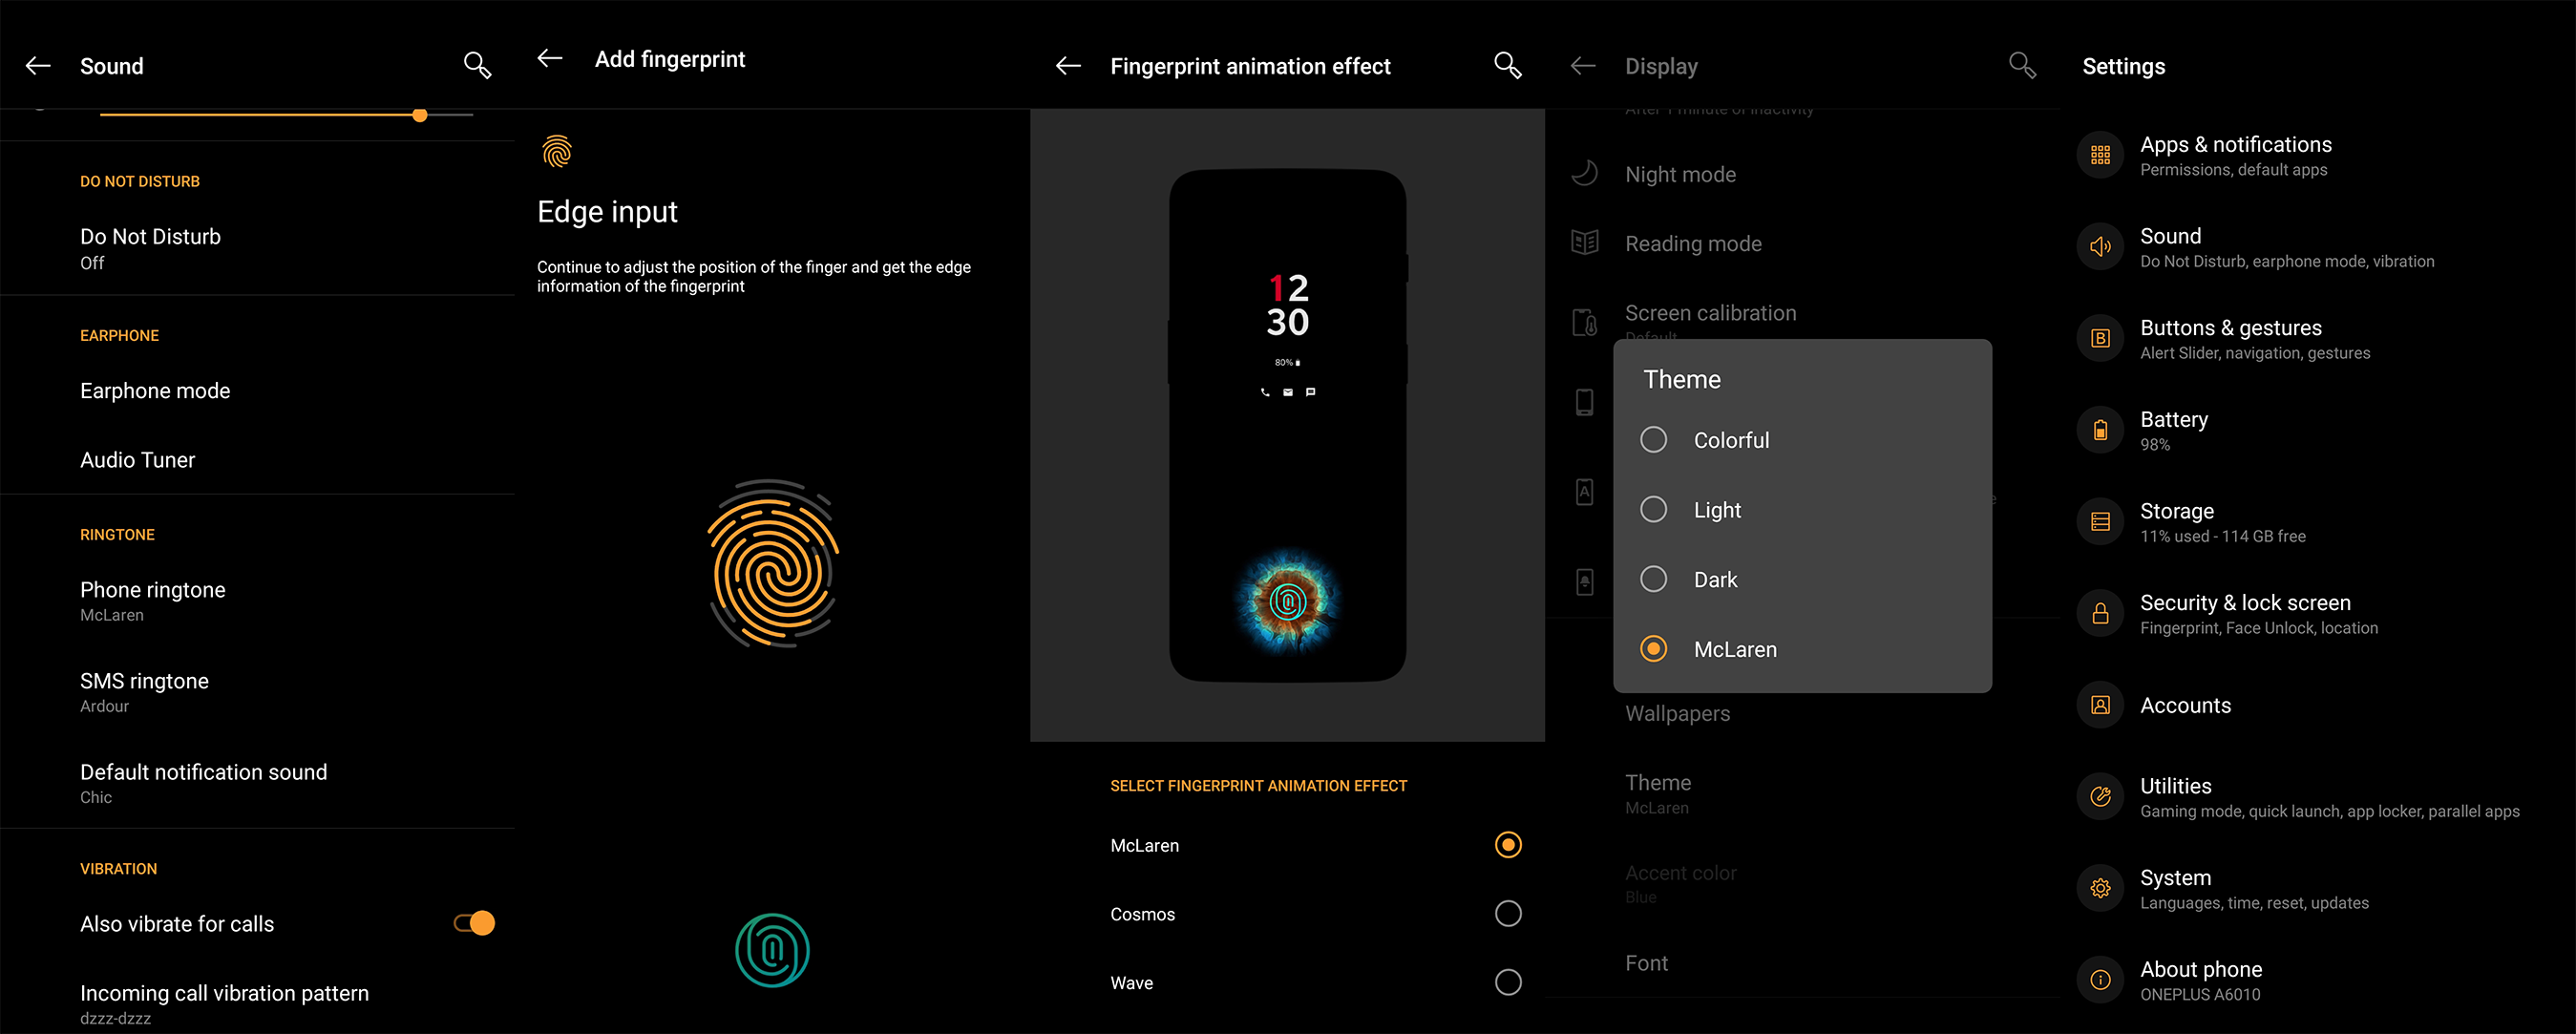 Sound
DO NOT DISTURB
Do Not Disturb
Off
EARPHONE
Earphone mode
Audio Tuner
RINGTONE
Phone ringtone
McLaren
SMS ringtone
Ardour
Default notification sound
Chic
VIBRATION
Also vibrate for calls
Incoming call vibration pattern
dzzz-dzzz
Add fingerprint
Edge input
Continue to adjust the position of the finger and get the edge
information of the fingerprint
Fingerprint animation effect
12
30
80%
SELECT FINGERPRINT ANIMATION EFFECT
McLaren
Cosmos
Wave
Display
After 1 minute of inactivity
Night mode
Reading mode
Screen calibration
Default
A
Theme
Colorful
Light
Dark
McLaren
Wallpapers
Theme
McLaren
Accent color
Blue
Font
Settings
Apps & notifications
Permissions, default apps
Sound
Do Not Disturb, earphone mode, vibration
B
Buttons & gestures
Alert Slider, navigation, gestures
Battery
98%
Storage
11% used - 114 GB free
Security & lock screen
Fingerprint, Face Unlock, location
Accounts
Utilities
Gaming mode, quick launch, app locker, parallel apps
System
Languages, time, reset, updates
About phone
ONEPLUS A6010